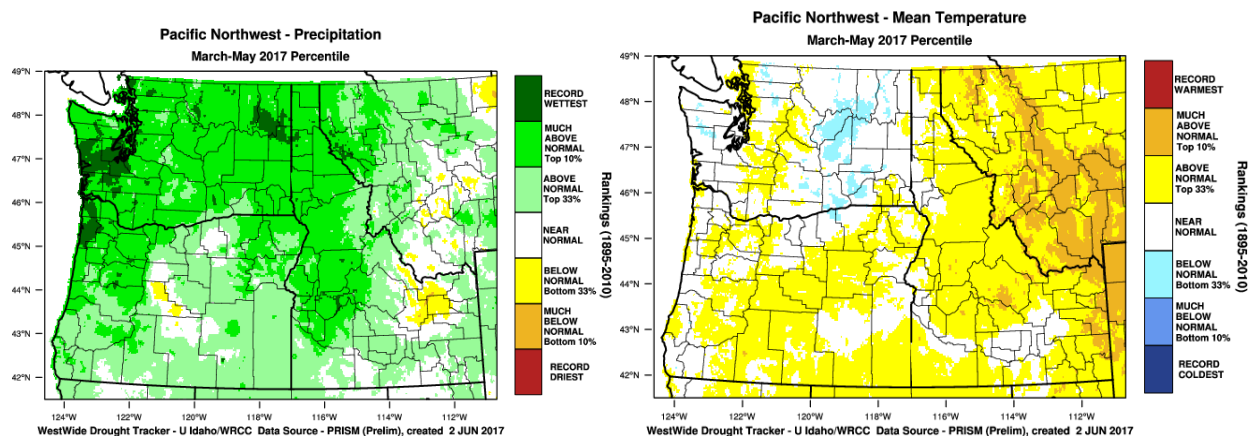 Pacific Northwest - Precipitation
March-May 2017 Percentile
49°N
48°N
47°N
46°N
45°N
44°N
43°N
42°N
124°W
122°W
120°W
118°W
116°W
114°W
112°W
RECORD
WETTEST
MUCH
ABOVE
NORMAL
Top 10%
ABOVE
NORMAL
Top 33%
NEAR
NORMAL
BELOW
NORMAL
Bottom 33%
MUCH
BELOW
NORMAL
Bottom 10%
RECORD
DRIEST
Rankings (1895-2010)
WestWide Drought Tracker - U Idaho/WRCC Data Source - PRISM (Prelim), created 2 JUN 2017
Pacific Northwest - Mean Temperature
March-May 2017 Percentile
49°N
48°N
47°N
46°N
45°N
44°N
43°N
42°N
124°W
122°W
120°W
118°W
116°W
114°W
112°W
RECORD
WARMEST
MUCH
ABOVE
NORMAL
Top 10%
ABOVE
NORMAL
Top 33%
NEAR
NORMAL
BELOW
NORMAL
Bottom 33%
MUCH
BELOW
NORMAL
Bottom 10%
RECORD
COLDEST
Rankings (1895-2010)
WestWide Drought Tracker - U Idaho/WRCC Data Source - PRISM (Prelim), created 2 JUN 2017